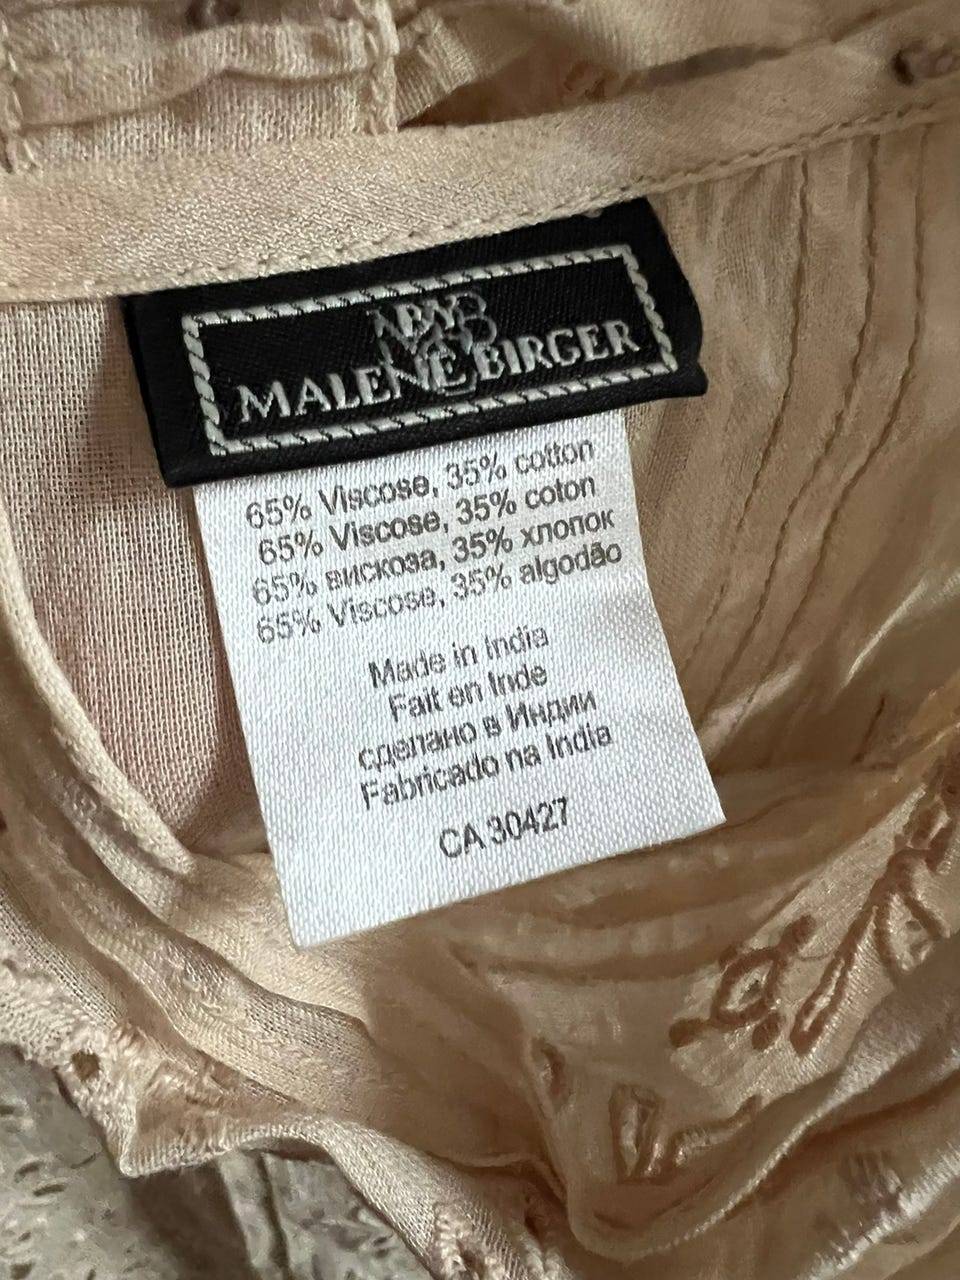 BY
MALENE BIRGER
65% Viscose, 35% cotton
65% Viscose, 35% coton
65% вискоза, 35% хлопок
65% Viscose, 35% algodão
Made in India
Fait en Inde
сделано в Индии
Fabricado na India
CA 30427